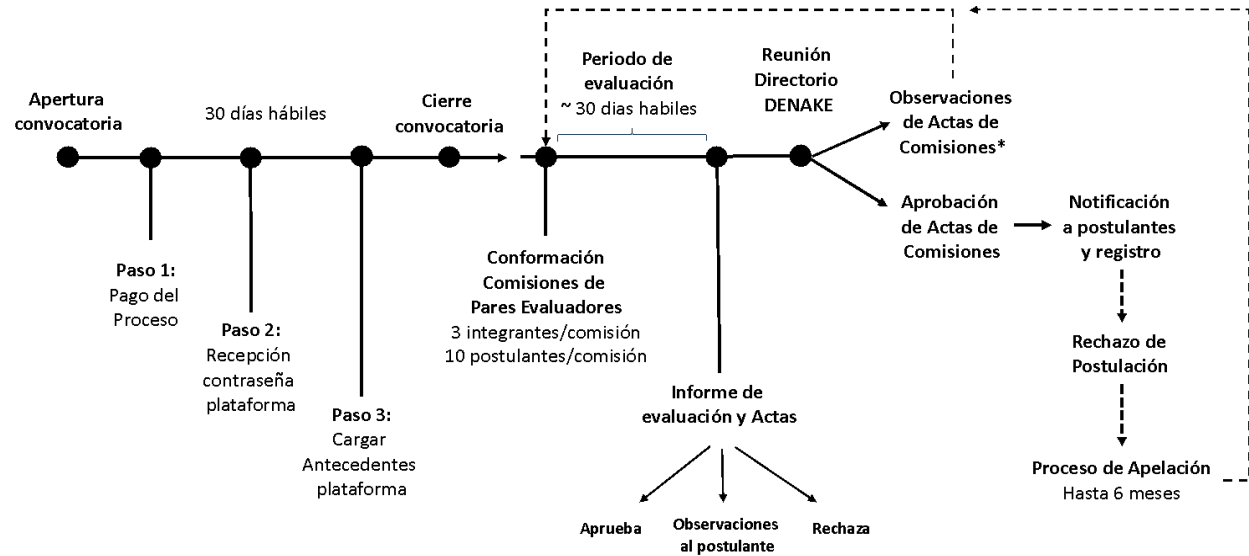 Apertura
convocatoria
30 días hábiles
Cierre
convocatoria
Periodo de
evaluación
~ 30 dias habiles
Reunión
Directorio
DENAKE
Observaciones
de Actas de
Comisiones*
Aprobación
de Actas de
Comisiones
Notificación
a postulantes
y registro
Rechazo de
Postulación
Proceso de Apelación
Hasta 6 meses
Paso 1:
Pago del
Proceso
Paso 2:
Recepción
contraseña
plataforma
Paso 3:
Cargar
Antecedentes
plataforma
Conformación
Comisiones de
Pares Evaluadores
3 integrantes/comisión
10 postulantes/comisión
Informe de
evaluación y Actas
Aprueba
Observaciones
al postulante
Rechaza